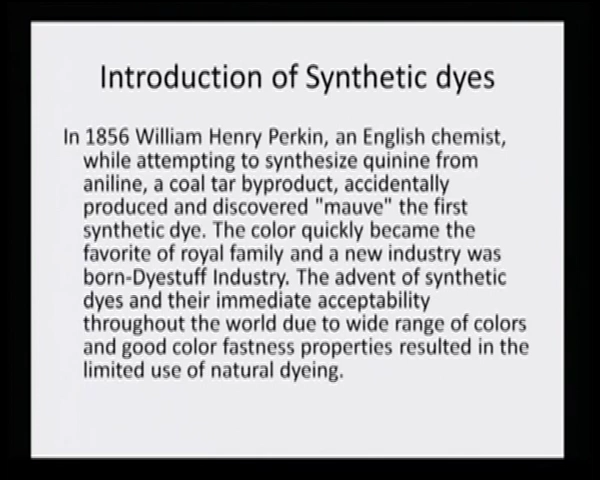 Introduction of Synthetic dyes
In 1856 William Henry Perkin, an English chemist,
while attempting to synthesize quinine from
aniline, a coal tar byproduct, accidentally
produced and discovered "mauve" the first
synthetic dye. The color quickly became the
favorite of royal family and a new industry was
born-Dyestuff Industry. The advent of synthetic
dyes and their immediate acceptability
throughout the world due to wide range of colors
and good color fastness properties resulted in the
limited use of natural dyeing.